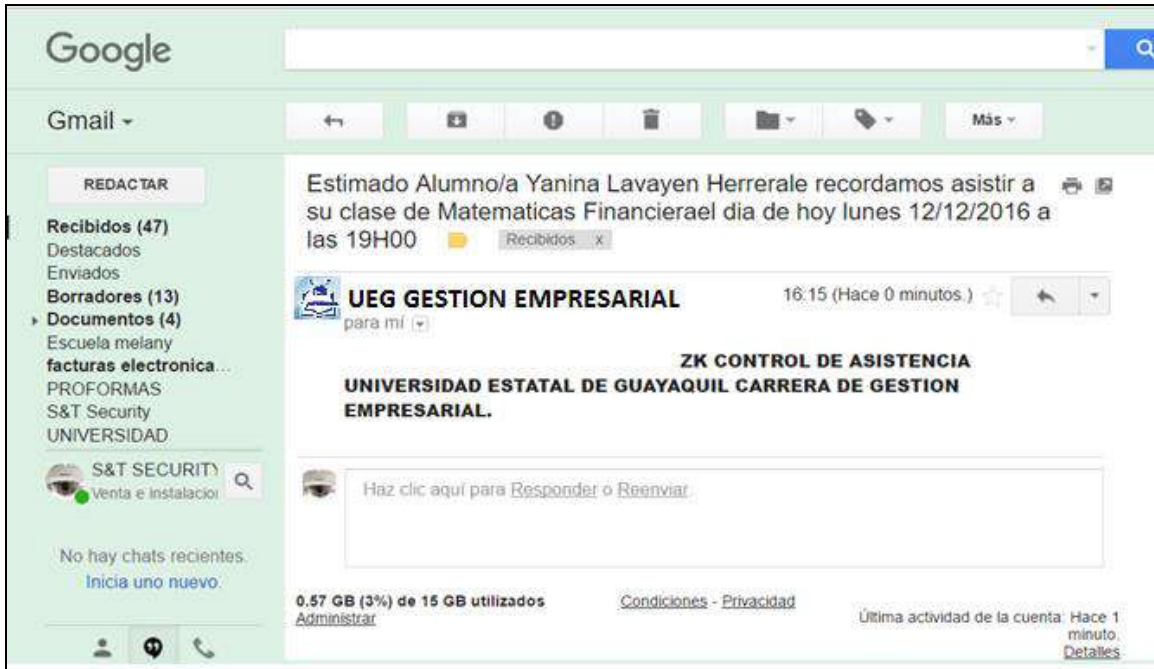 Google
Gmail
Más
REDACTAR
Recibidos (47)
Destacados
Enviados
Borradores (13)
Documentos (4)
Escuela melany
facturas electronica...
PROFORMAS
S&T Security
UNIVERSIDAD
S&T SECURITY
Venta e instalacion
No hay chats recientes.
Inicia uno nuevo.
Estimado Alumno/a Yanina Lavayen Herrerale recordamos asistir a
su clase de Matematicas Financierael dia de hoy lunes 12/12/2016 a
las 19H00 Recibidos x
UEG GESTION EMPRESARIAL 16:15 (Hace 0 minutos.)
para mí
ZK CONTROL DE ASISTENCIA
UNIVERSIDAD ESTATAL DE GUAYAQUIL CARRERA DE GESTION
EMPRESARIAL.
Haz clic aquí para Responder o Reenviar.
0.57 GB (3%) de 15 GB utilizados
Administrar
Condiciones - Privacidad
Última actividad de la cuenta: Hace 1
minuto.
Detalles